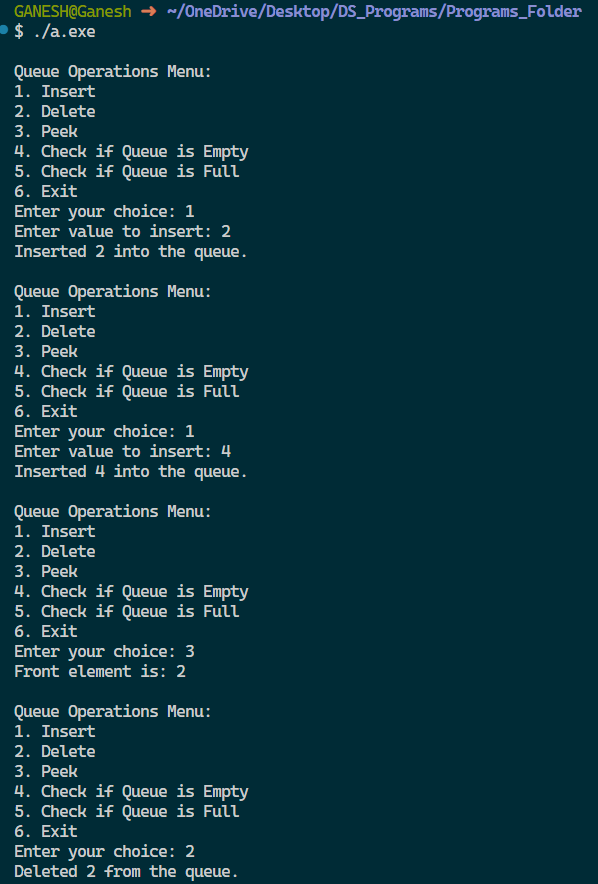 GANESH@Ganesh ➜ ~/OneDrive/Desktop/DS_Programs/Programs_Folder
$ ./a.exe
Queue Operations Menu:
1. Insert
2. Delete
3. Peek
4. Check if Queue is Empty
5. Check if Queue is Full
6. Exit
Enter your choice: 1
Enter value to insert: 2
Inserted 2 into the queue.
Queue Operations Menu:
1. Insert
2. Delete
3. Peek
4. Check if Queue is Empty
5. Check if Queue is Full
6. Exit
Enter your choice: 1
Enter value to insert: 4
Inserted 4 into the queue.
Queue Operations Menu:
1. Insert
2. Delete
3. Peek
4. Check if Queue is Empty
5. Check if Queue is Full
6. Exit
Enter your choice: 3
Front element is: 2
Queue Operations Menu:
1. Insert
2. Delete
3. Peek
4. Check if Queue is Empty
5. Check if Queue is Full
6. Exit
Enter your choice: 2
Deleted 2 from the queue.